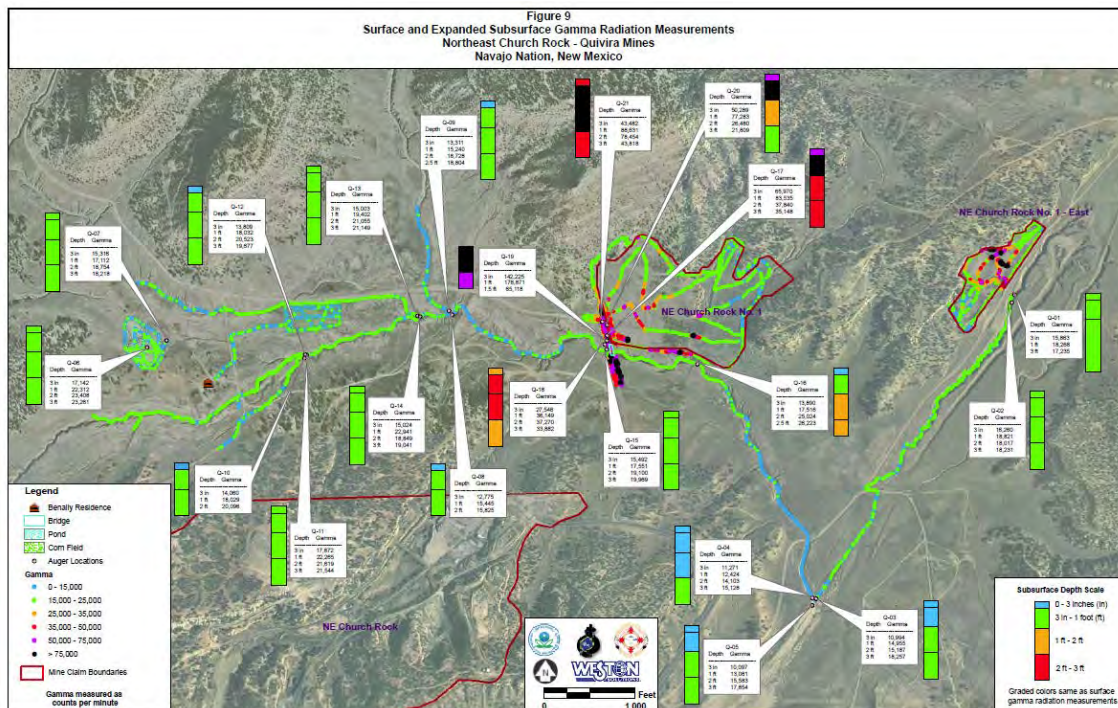 Figure 9
Surface and Expanded Subsurface Gamma Radiation Measurements
Northeast Church Rock - Quivira Mines
Navajo Nation, New Mexico
Q-21
Depth Gamma
3 in 43,482
1 ft 86,631
2 ft 78,454
3 ft 43,818
Q-20
Depth Gamma
3 in 50,289
1 ft 77,283
2 ft 26,480
3 ft 21,809
Q-09
Depth Gamma
3 in 13,311
1 ft 15,240
2 ft 18,728
2.5 ft 18,804
Q-17
Depth Gamma
3 in 65,970
1 ft 83,535
2 ft 37,840
3 ft 35,148
Q-13
Depth Gamma
3 in 15,003
1 ft 19,402
2 ft 21,055
3 ft 21,149
Q-12
Depth Gamma
3 in 13,809
1 ft 18,032
2 ft 20,523
3 ft 19,877
NE Church Rock No. 1 - East
Q-07
Depth Gamma
3 in 15,316
1 ft 17,112
2 ft 18,754
3 ft 18,218
Q-19
Depth Gamma
3 in 142,225
1 ft 178,871
1.5 ft 65,118
NE Church Rock No. 1
Q-01
Depth Gamma
3 in 15,863
1 ft 18,268
3 ft 17,235
Q-06
Depth Gamma
3 in 17,142
1 ft 22,312
2 ft 23,408
3 ft 23,261
Q-18
Depth Gamma
3 in 27,548
1 ft 36,149
2 ft 37,270
3 ft 33,882
Q-16
Depth Gamma
3 in 13,890
1 ft 17,518
2 ft 25,024
2.5 ft 26,223
Q-14
Depth Gamma
3 in 15,024
1 ft 22,941
2 ft 18,849
3 ft 19,041
Q-02
Depth Gamma
3 in 16,260
1 ft 18,821
2 ft 18,017
3 ft 18,231
Q-15
Depth Gamma
3 in 15,492
1 ft 17,551
2 ft 19,100
3 ft 19,989
Q-10
Depth Gamma
3 in 14,060
1 ft 18,029
2 ft 20,098
Q-08
Depth Gamma
3 in 12,775
1 ft 15,445
2 ft 15,825
Q-11
Depth Gamma
3 in 17,872
1 ft 22,265
2 ft 21,619
3 ft 21,544
Q-04
Depth Gamma
3 in 11,271
1 ft 12,424
2 ft 14,103
3 ft 15,128
Q-03
Depth Gamma
3 in 10,994
1 ft 14,955
2 ft 15,187
3 ft 18,257
Q-05
Depth Gamma
3 in 10,097
1 ft 13,081
2 ft 15,583
3 ft 17,654
NE Church Rock
Legend
Benally Residence
Bridge
Pond
Corn Field
Auger Locations
Gamma
0 - 15,000
15,000 - 25,000
25,000 - 35,000
35,000 - 50,000
50,000 - 75,000
> 75,000
Mine Claim Boundaries
Gamma measured as
counts per minute
WESTON
SOLUTIONS
Feet
0 1,000
Subsurface Depth Scale
0 - 3 inches (in)
3 in - 1 foot (ft)
1 ft - 2 ft
2 ft - 3 ft
Graded colors same as surface
gamma radiation measurements